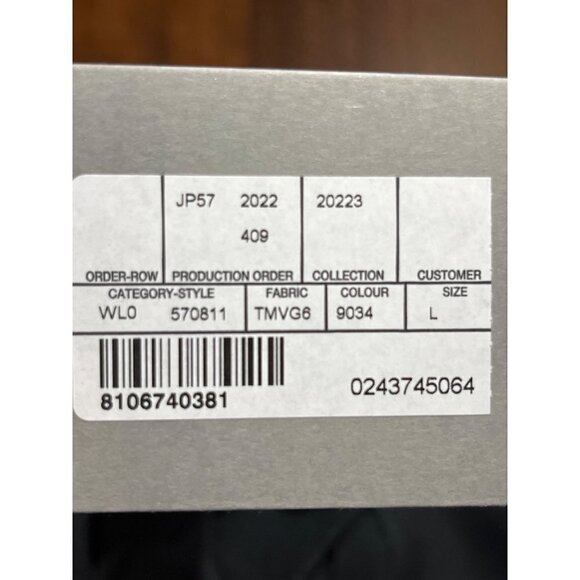 JP57 2022 20223
409
ORDER-ROW PRODUCTION ORDER COLLECTION CUSTOMER
CATEGORY-STYLE FABRIC COLOUR SIZE
WL0 570811 TMVG6 9034 L
8106740381 0243745064